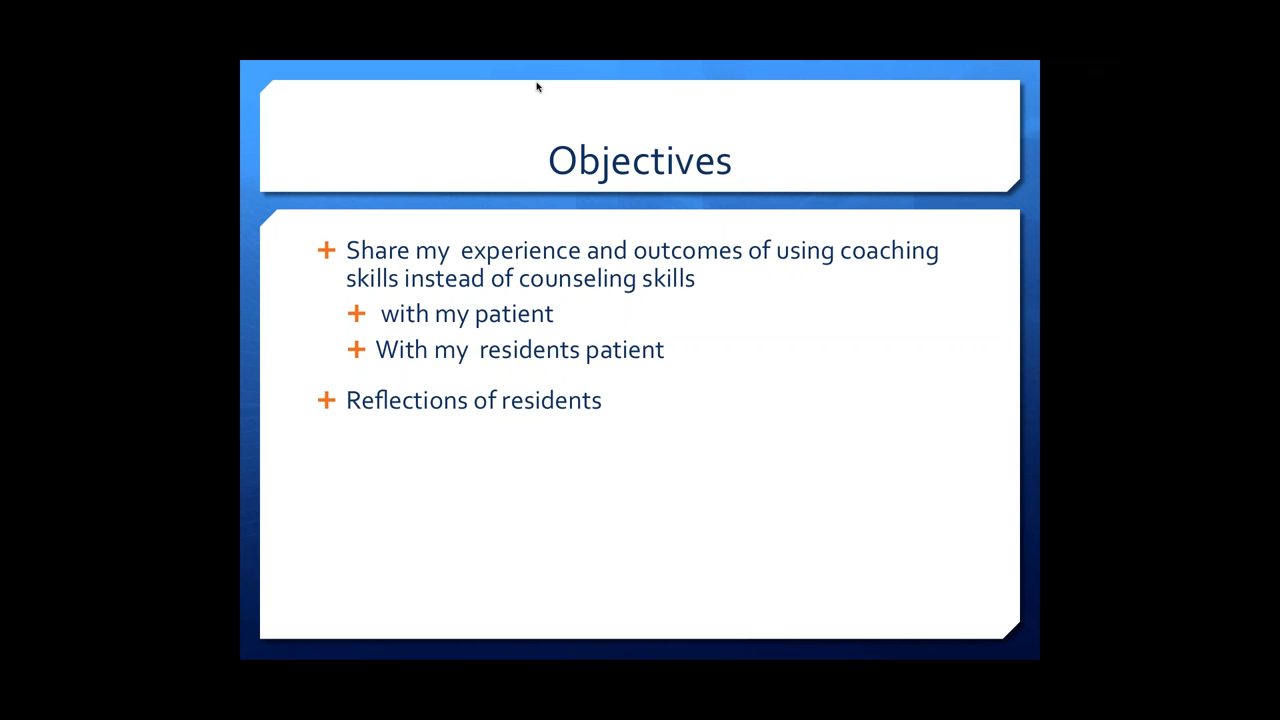 Objectives
Share my  experience and outcomes of using coaching
skills instead of counseling skills
with my patient
With my  residents patient
Reflections of residents